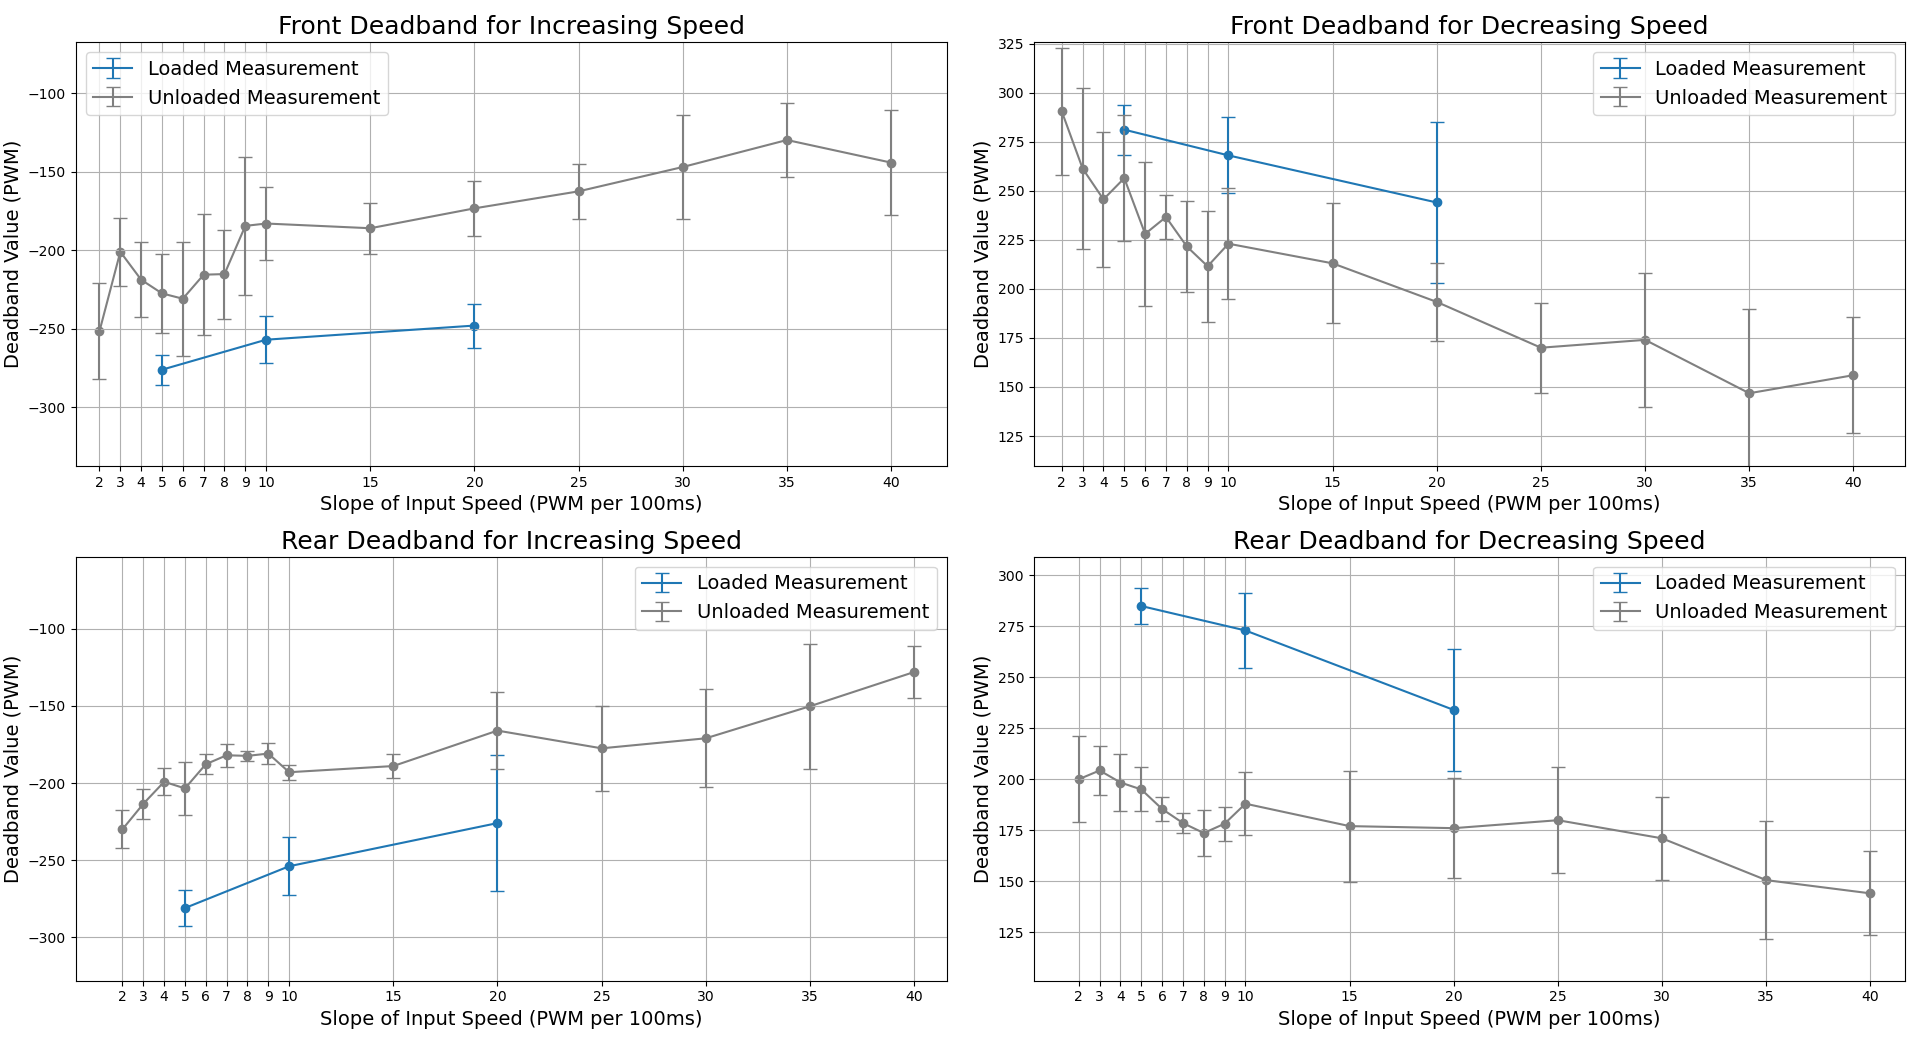 Front Deadband for Increasing Speed
Loaded Measurement
Unloaded Measurement
Deadband Value (PWM)
−100
−150
−200
−250
−300
2 3 4 5 6 7 8 9 10 15 20 25 30 35 40
Slope of Input Speed (PWM per 100ms)
Front Deadband for Decreasing Speed
Loaded Measurement
Unloaded Measurement
Deadband Value (PWM)
325
300
275
250
225
200
175
150
125
2 3 4 5 6 7 8 9 10 15 20 25 30 35 40
Slope of Input Speed (PWM per 100ms)
Rear Deadband for Increasing Speed
Loaded Measurement
Unloaded Measurement
Deadband Value (PWM)
−100
−150
−200
−250
−300
2 3 4 5 6 7 8 9 10 15 20 25 30 35 40
Slope of Input Speed (PWM per 100ms)
Rear Deadband for Decreasing Speed
Loaded Measurement
Unloaded Measurement
Deadband Value (PWM)
300
275
250
225
200
175
150
125
2 3 4 5 6 7 8 9 10 15 20 25 30 35 40
Slope of Input Speed (PWM per 100ms)